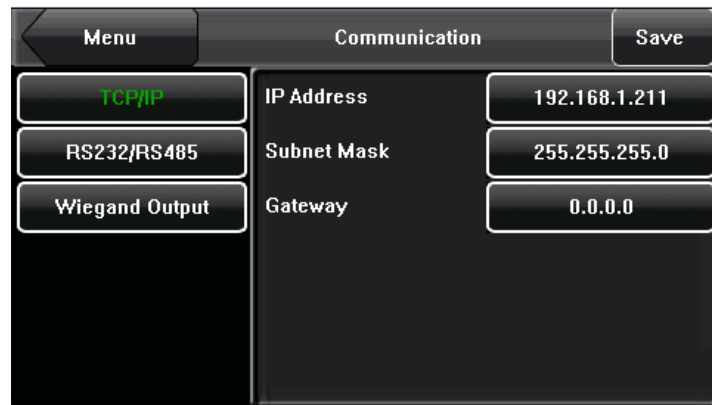 Menu
Communication
Save
TCP/IP
IP Address
192.168.1.211
RS232/RS485
Subnet Mask
255.255.255.0
Wiegand Output
Gateway
0.0.0.0